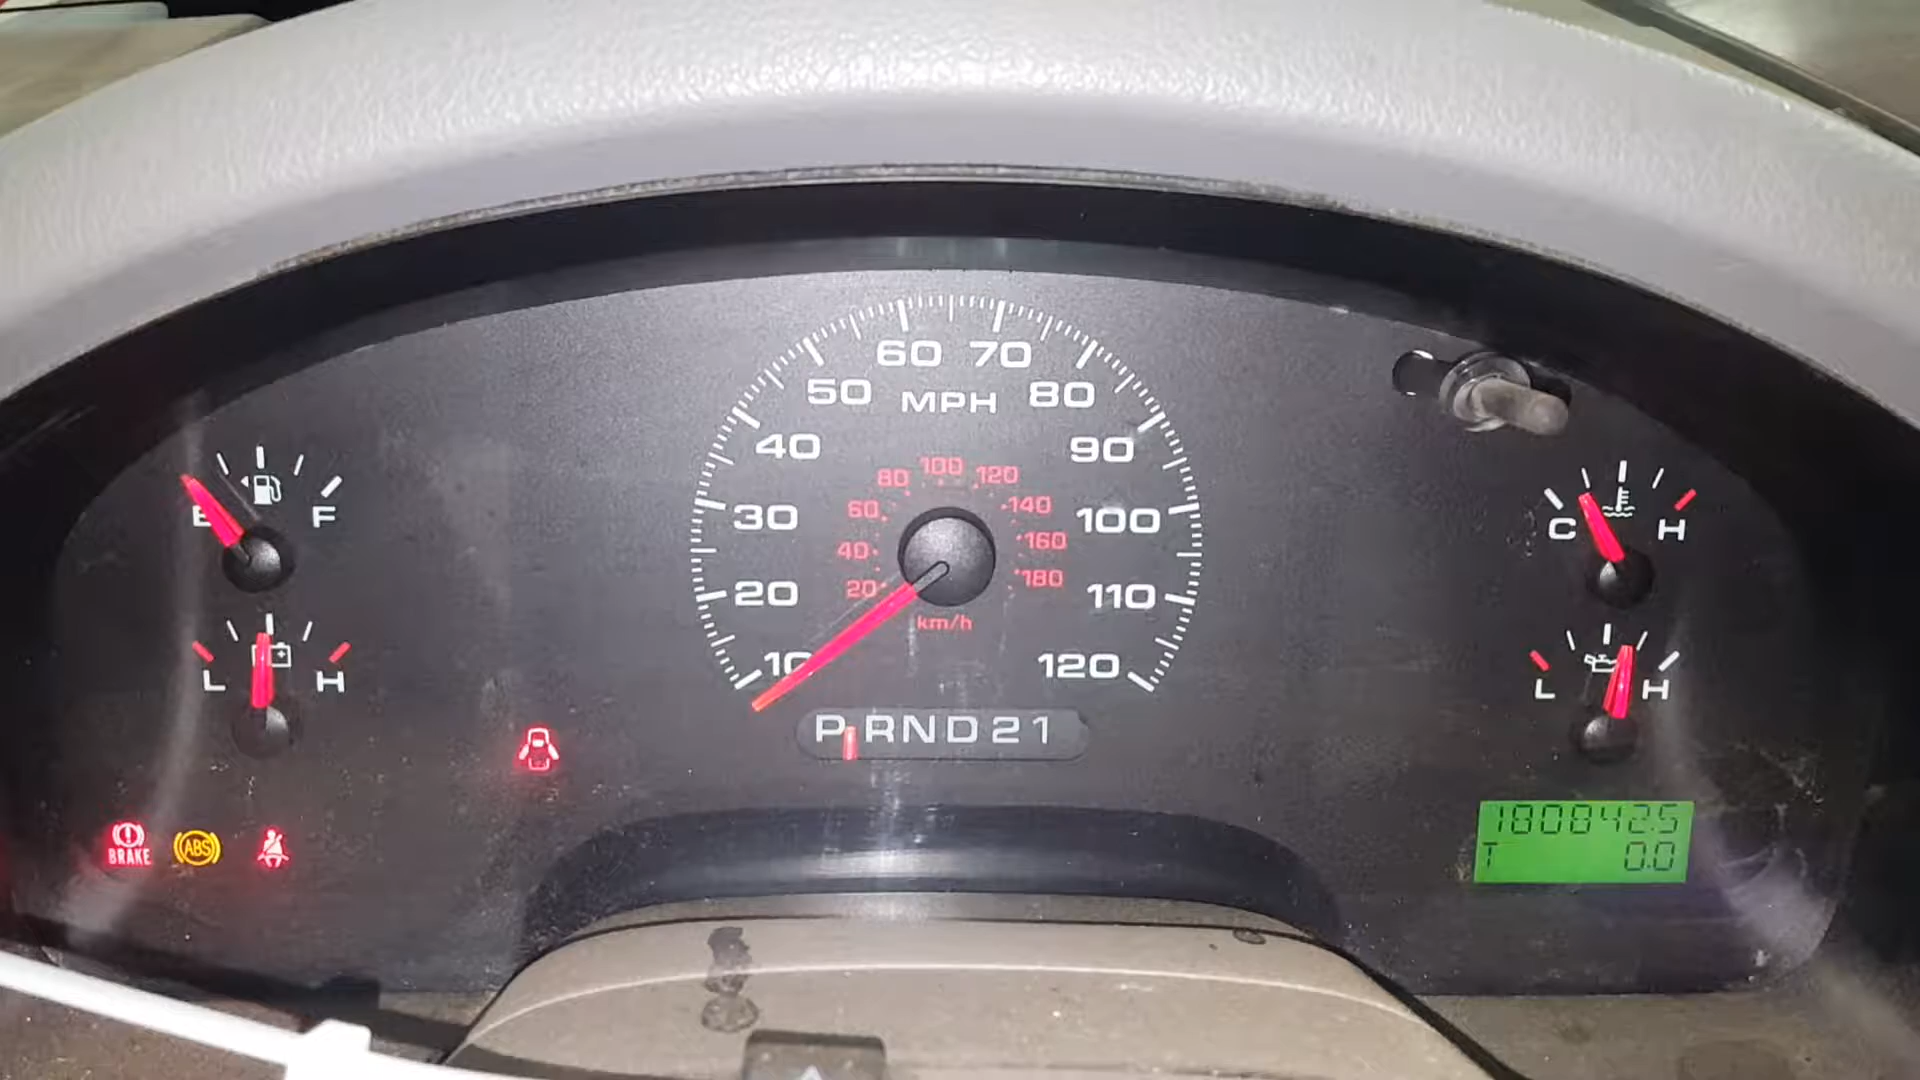 60 70
50 MPH 80
40 90
80 100 120
60 140
30 100
40 160
20 180
20 110
km/h
10 120
P R N D 2 1
E F
L H
C H
L H
BRAKE
ABS
180842.5
T 0.0